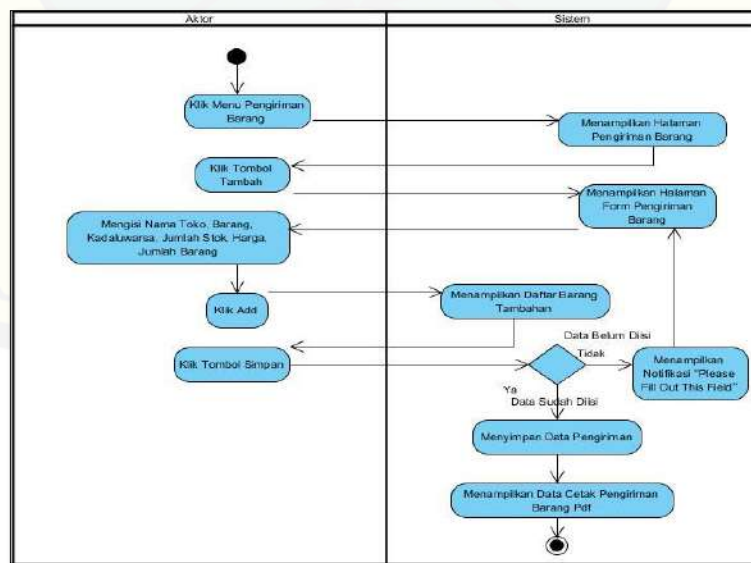 Aktor
Sistem
Klik Menu Pengiriman
Barang
Menampilkan Halaman
Pengiriman Barang
Klik Tombol
Tambah
Menampilkan Halaman
Form Pengiriman
Barang
Mengisi Nama Toko, Barang,
Kadaluwarsa, Jumlah Stok, Harga,
Jumlah Barang
Klik Add
Menampilkan Daftar Barang
Tambahan
Klik Tombol Simpan
Data Belum Diisi
Tidak
Menampilkan
Notifikasi "Please
Fill Out This Field"
Ya
Data Sudah Diisi
Menyimpan Data Pengiriman
Menampilkan Data Cetak Pengiriman
Barang Pdf